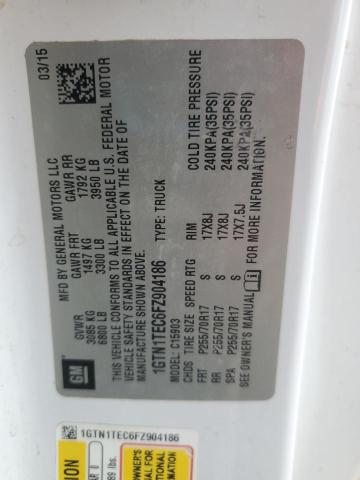 03/15
MFD BY GENERAL MOTORS LLC
GVWR GAWR FRT GAWR RR
3085 KG 1497 KG 1792 KG
6800 LB 3300 LB 3950 LB
THIS VEHICLE CONFORMS TO ALL APPLICABLE U.S. FEDERAL MOTOR
VEHICLE SAFETY STANDARDS IN EFFECT ON THE DATE OF
MANUFACTURE SHOWN ABOVE.
1GTN1TEC6FZ904186 TYPE: TRUCK
GM
CHDS C15903
TIRE SIZE SPEED RTG RIM COLD TIRE PRESSURE
FRT P255/70R17 S 17X8J 240KPA(35PSI)
RR P255/70R17 S 17X8J 240KPA(35PSI)
SPA P255/70R17 S 17X7.5J 240KPA(35PSI)
SEE OWNER'S MANUAL i FOR MORE INFORMATION.
1GTN1TEC6FZ904186
OWNER'S